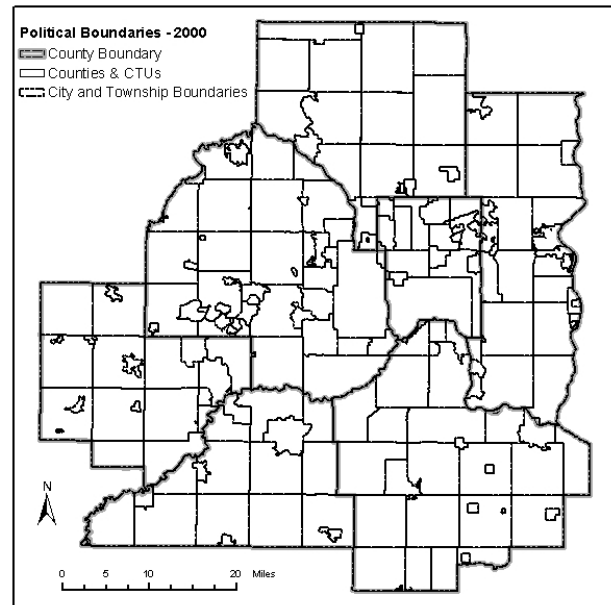 Political Boundaries - 2000
County Boundary
Counties & CTUs
City and Township Boundaries
N
0 5 10 20 Miles